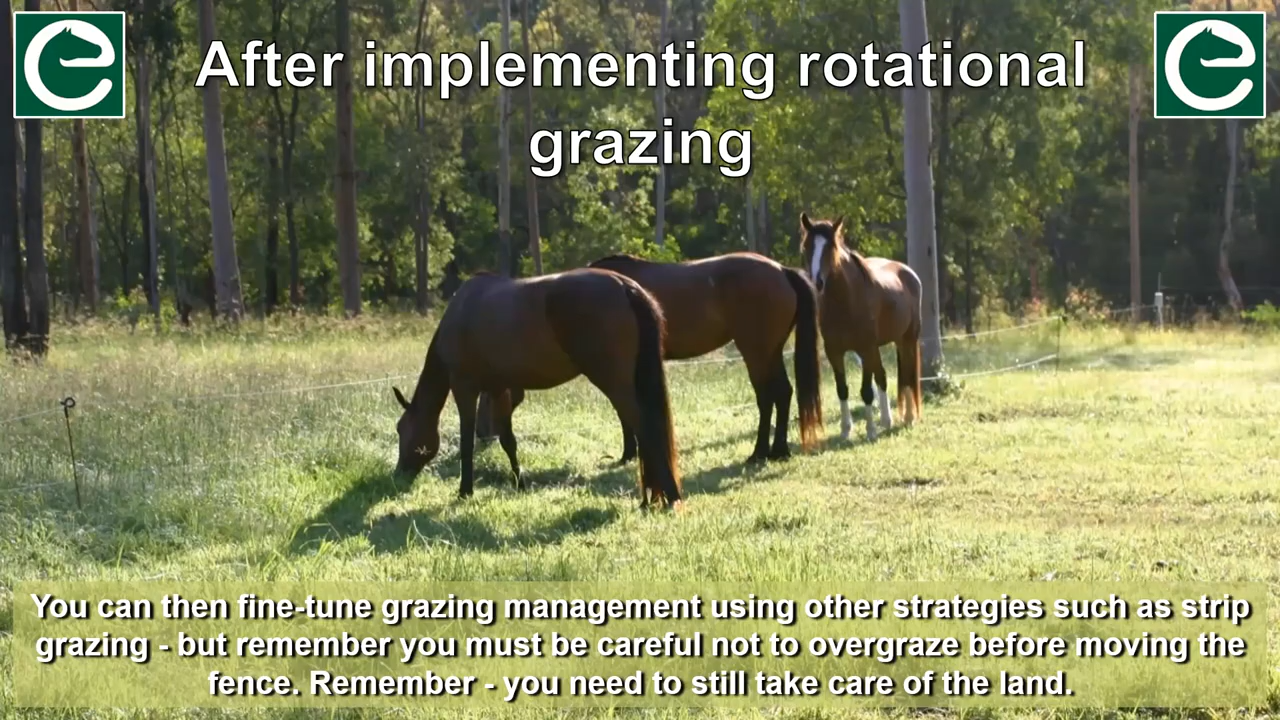 After implementing rotational
grazing
You can then fine-tune grazing management using other strategies such as strip
grazing - but remember you must be careful not to overgraze before moving the
fence. Remember - you need to still take care of the land.